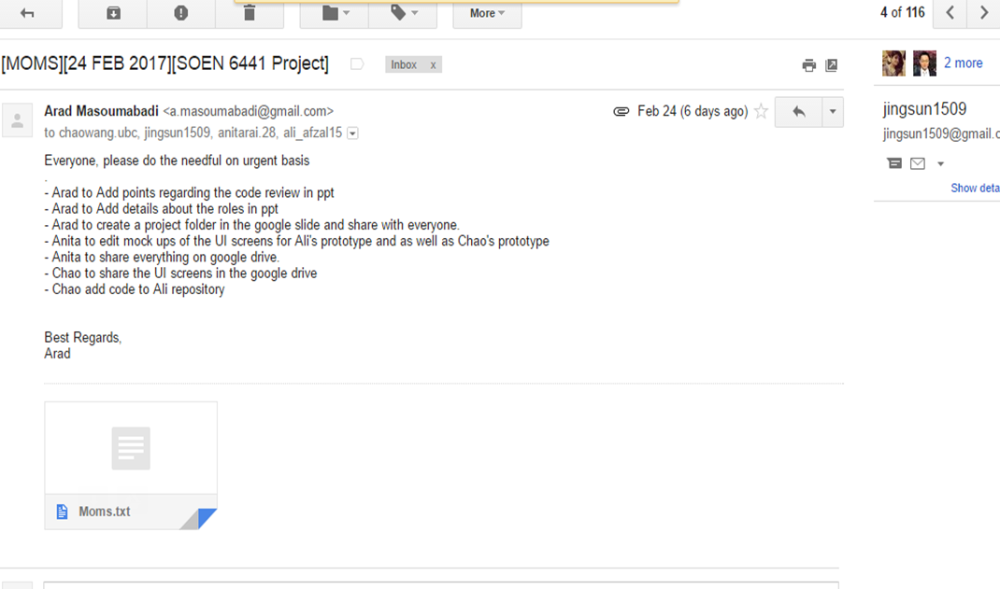 More
4 of 116
[MOMS][24 FEB 2017][SOEN 6441 Project]
Inbox x
2 more
Arad Masoumabadi <a.masoumabadi@gmail.com>
Feb 24 (6 days ago)
to chaowang.ubc, jingsun1509, anitarai.28, ali_afzal15
jingsun1509
jingsun1509@gmail.c
Show deta
Everyone, please do the needful on urgent basis
.
- Arad to Add points regarding the code review in ppt
- Arad to Add details about the roles in ppt
- Arad to create a project folder in the google slide and share with everyone.
- Anita to edit mock ups of the UI screens for Ali's prototype and as well as Chao's prototype
- Anita to share everything on google drive.
- Chao to share the UI screens in the google drive
- Chao add code to Ali repository
Best Regards,
Arad
Moms.txt